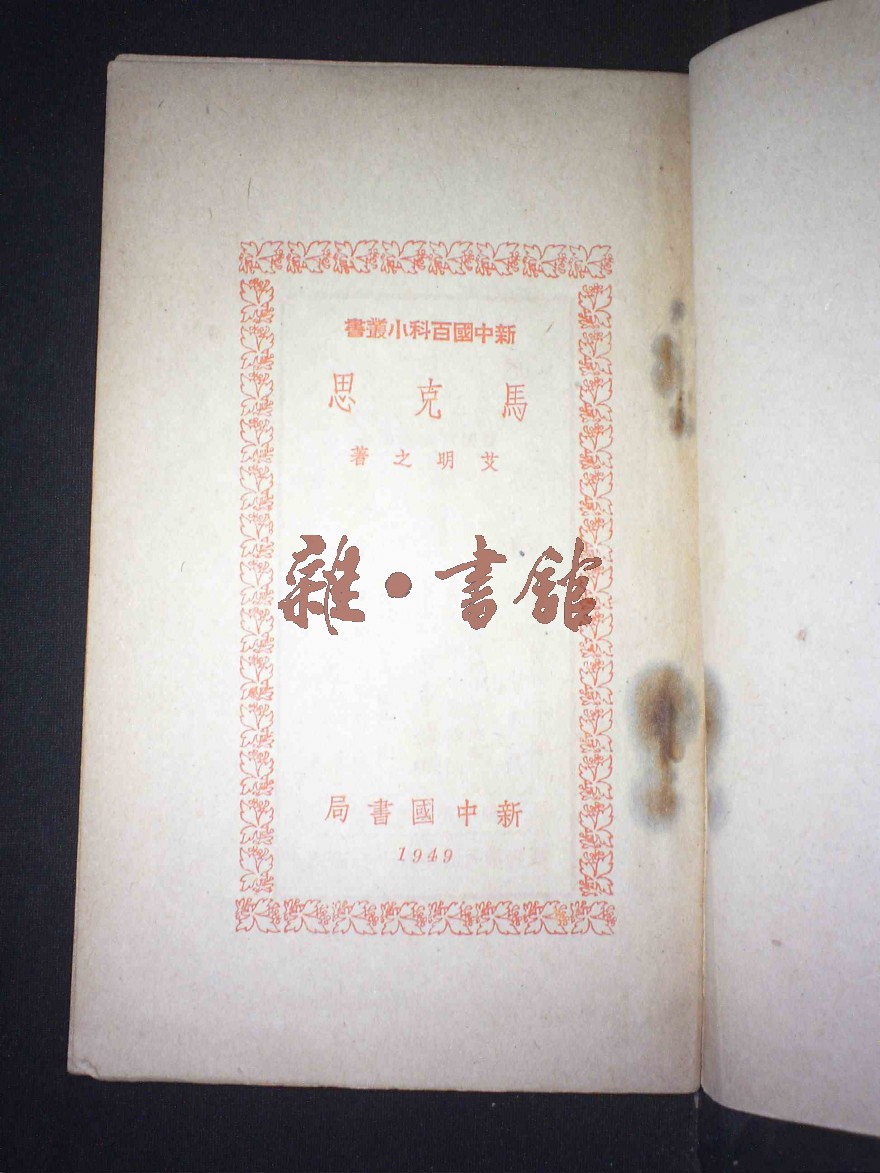 新中國百科小叢書
馬克思
艾明之著
雜·書館
新中國書局
1949